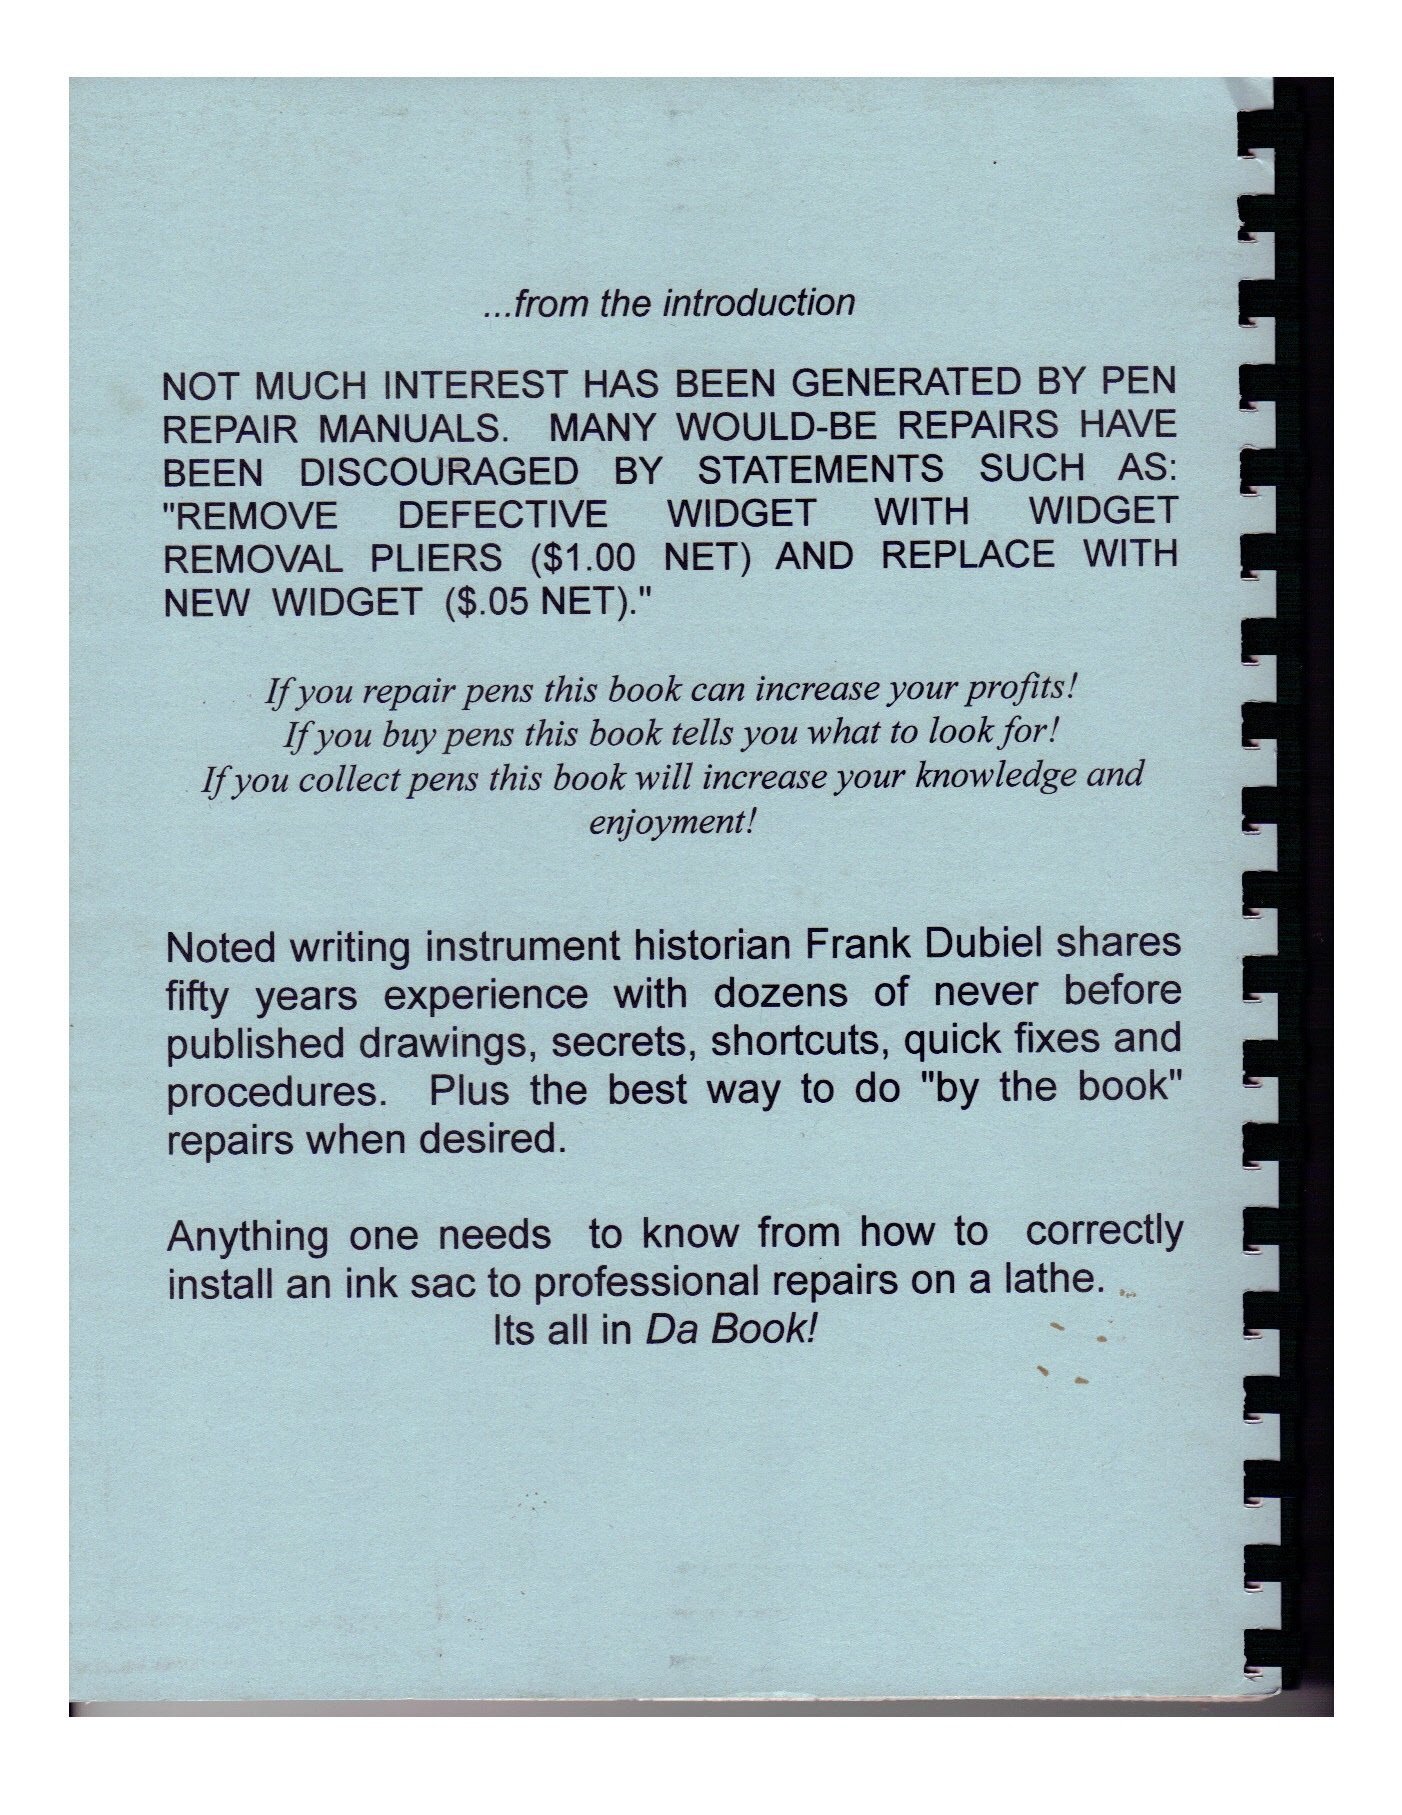 ...from the introduction
NOT MUCH INTEREST HAS BEEN GENERATED BY PEN
REPAIR MANUALS. MANY WOULD-BE REPAIRS HAVE
BEEN DISCOURAGED BY STATEMENTS SUCH AS:
"REMOVE DEFECTIVE WIDGET WITH WIDGET
REMOVAL PLIERS ($1.00 NET) AND REPLACE WITH
NEW WIDGET ($.05 NET)."
If you repair pens this book can increase your profits!
If you buy pens this book tells you what to look for!
If you collect pens this book will increase your knowledge and
enjoyment!
Noted writing instrument historian Frank Dubiel shares
fifty years experience with dozens of never before
published drawings, secrets, shortcuts, quick fixes and
procedures. Plus the best way to do "by the book"
repairs when desired.
Anything one needs to know from how to correctly
install an ink sac to professional repairs on a lathe.
Its all in Da Book!